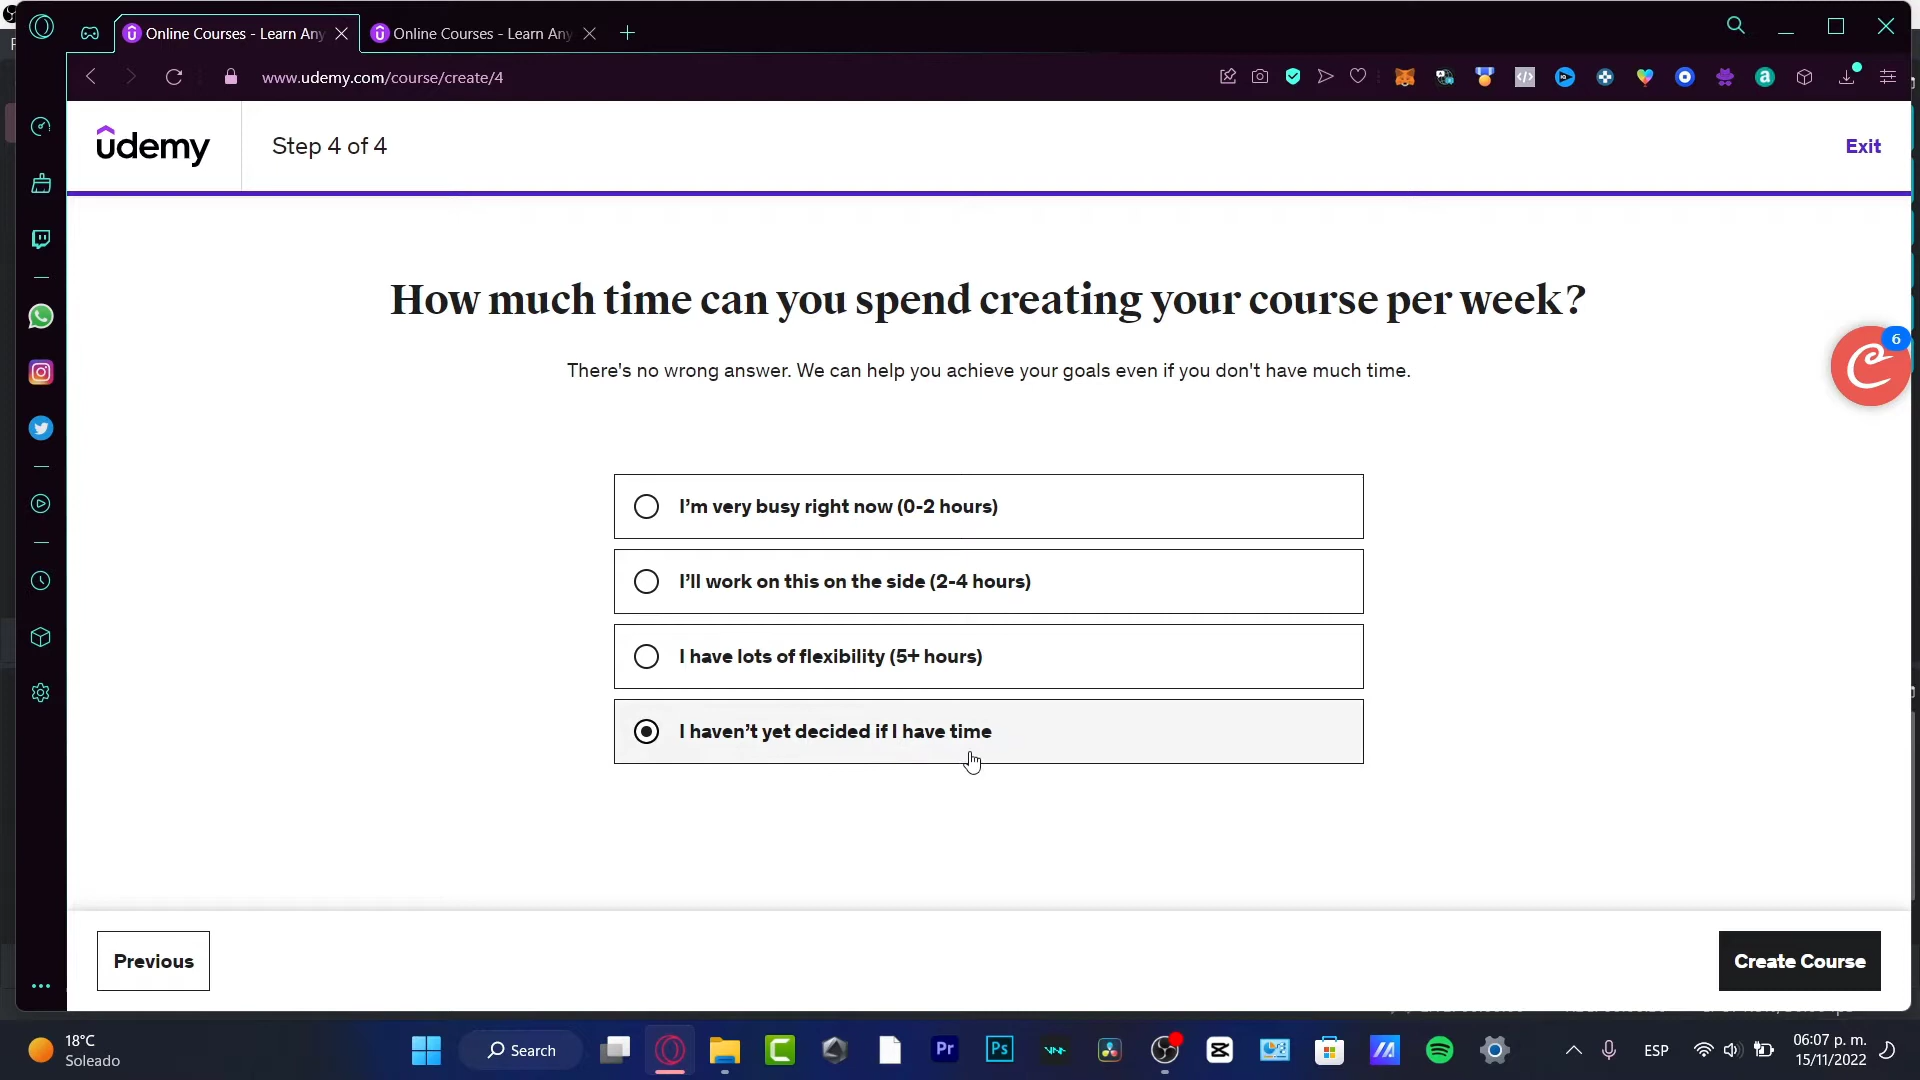 Online Courses - Learn Any
Online Courses - Learn Any
www.udemy.com/course/create/4
udemy
Step 4 of 4
Exit
How much time can you spend creating your course per week?
There's no wrong answer. We can help you achieve your goals even if you don't have much time.
6
I'm very busy right now (0-2 hours)
I'll work on this on the side (2-4 hours)
I have lots of flexibility (5+ hours)
I haven't yet decided if I have time
Previous
Create Course
18°C
Soleado
Search
Pr
Ps
ESP
06:07 p. m.
15/11/2022